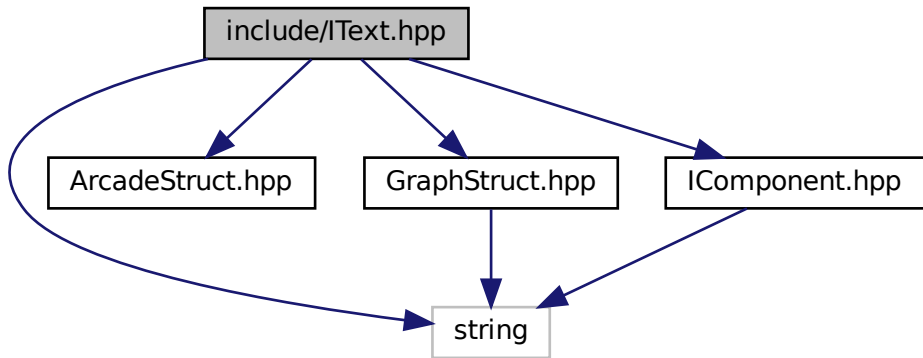 include/IText.hpp
ArcadeStruct.hpp
GraphStruct.hpp
IComponent.hpp
string